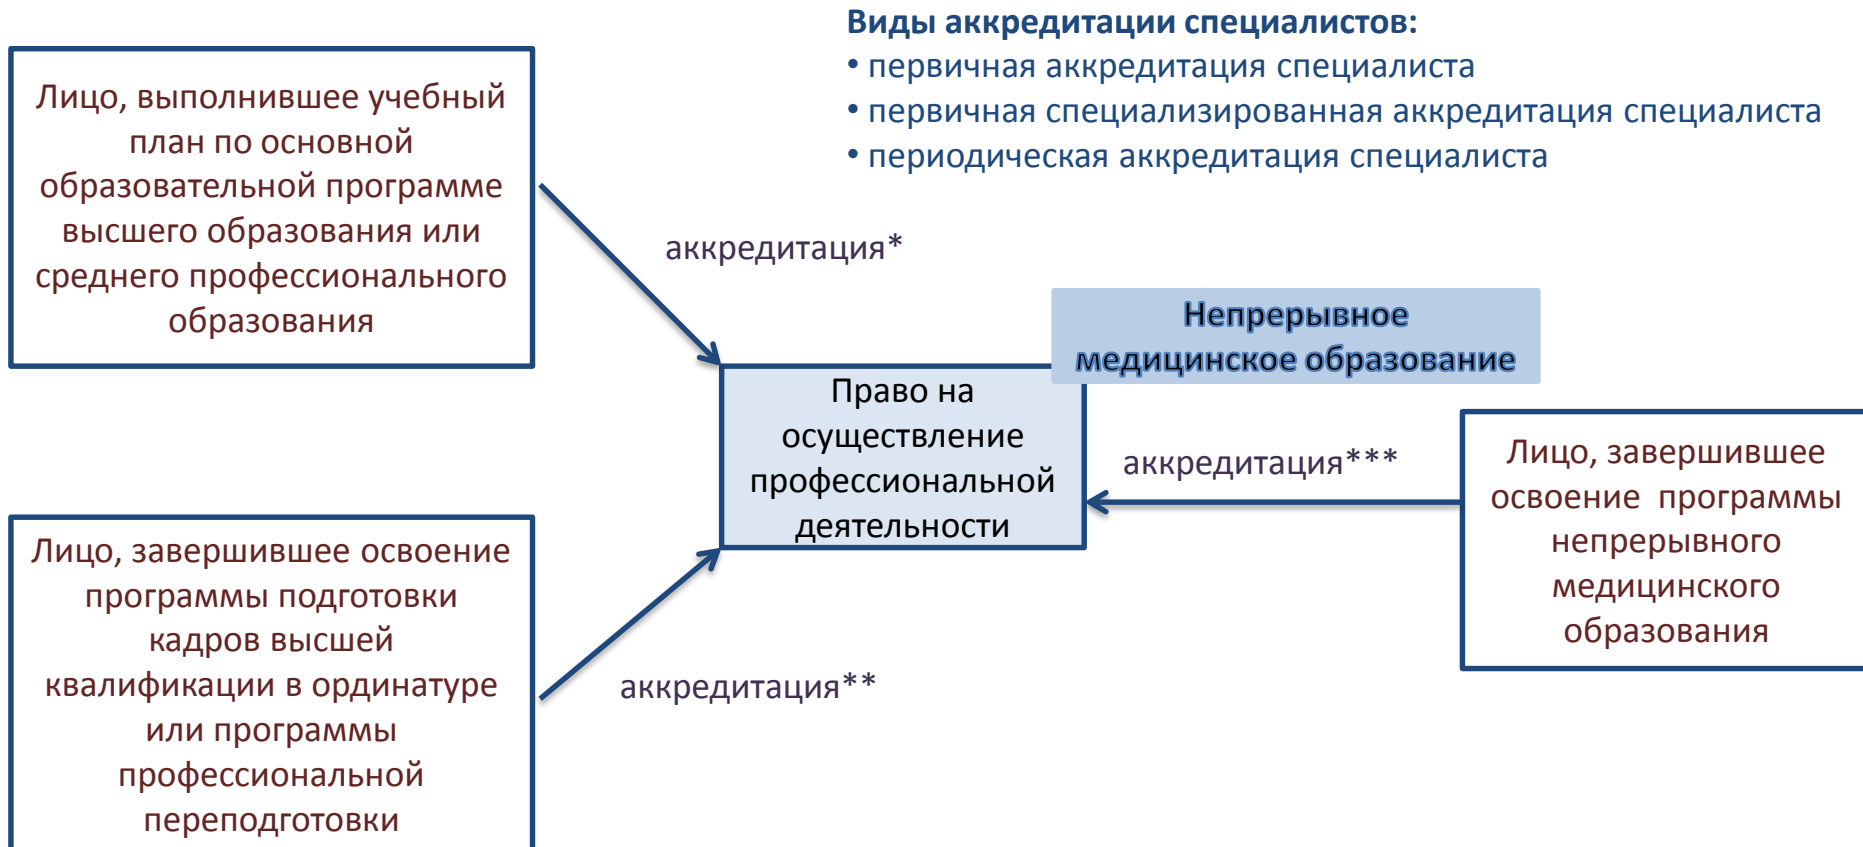 Виды аккредитации специалистов:
• первичная аккредитация специалиста
• первичная специализированная аккредитация специалиста
• периодическая аккредитация специалиста
Лицо, выполнившее учебный
план по основной
образовательной программе
высшего образования или
среднего профессионального
образования
аккредитация*
Непрерывное
медицинское образование
Право на
осуществление
профессиональной
деятельности
аккредитация***
Лицо, завершившее
освоение программы
непрерывного
медицинского
образования
Лицо, завершившее освоение
программы подготовки
кадров высшей
квалификации в ординатуре
или программы
профессиональной
переподготовки
аккредитация**